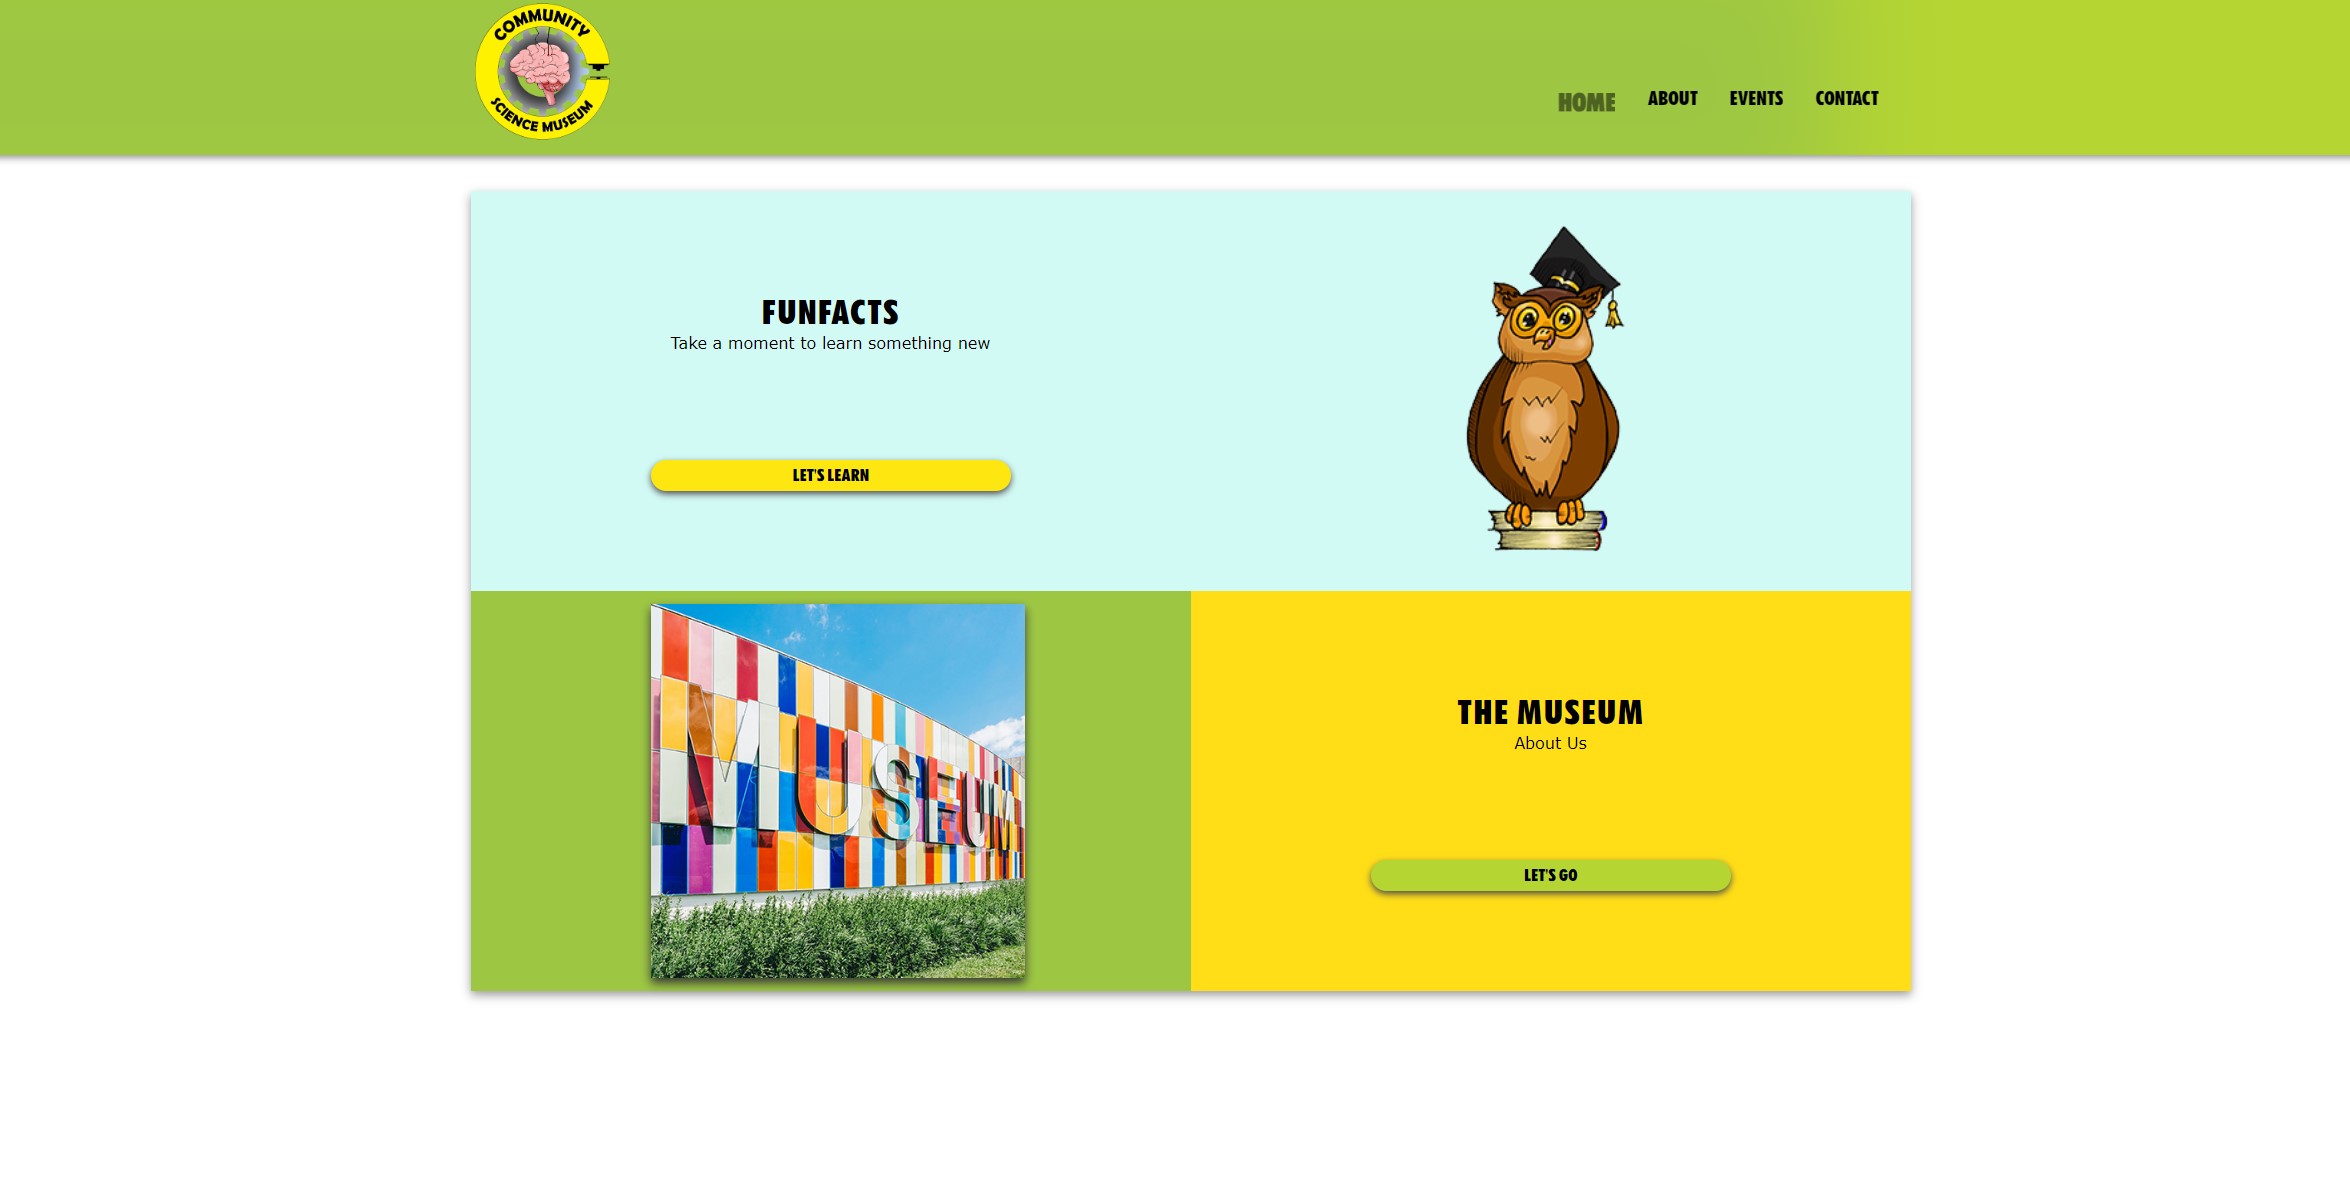 COMMUNITY
SCIENCE MUSEUM
HOME ABOUT EVENTS CONTACT
FUNFACTS
Take a moment to learn something new
LET'S LEARN
MUSEUM
THE MUSEUM
About Us
LET'S GO